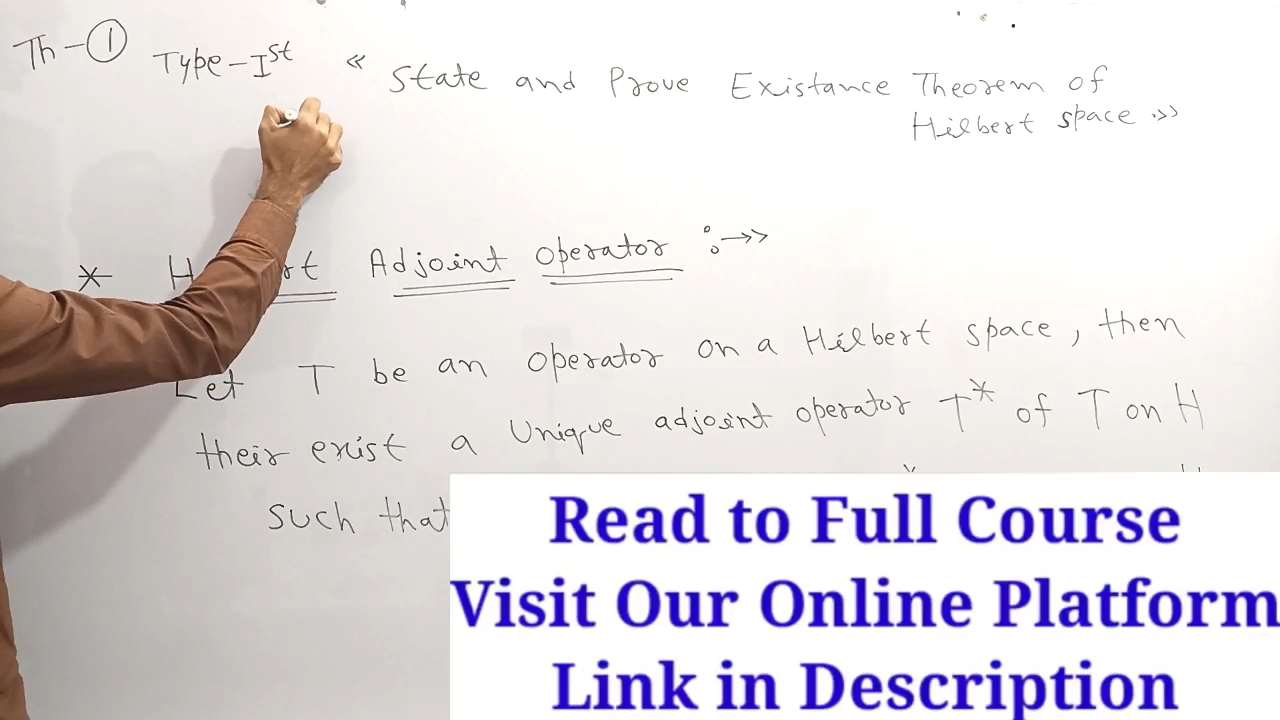 Th-① Type-Ist « State and Prove Existance Theorem of
Hilbert space »
* Adjoint operator :→>
Let T be an operator on a Hilbert space, then
their exist a Unique adjoint operator T* of T on H
such that
Read to Full Course
Visit Our Online Platform
Link in Description